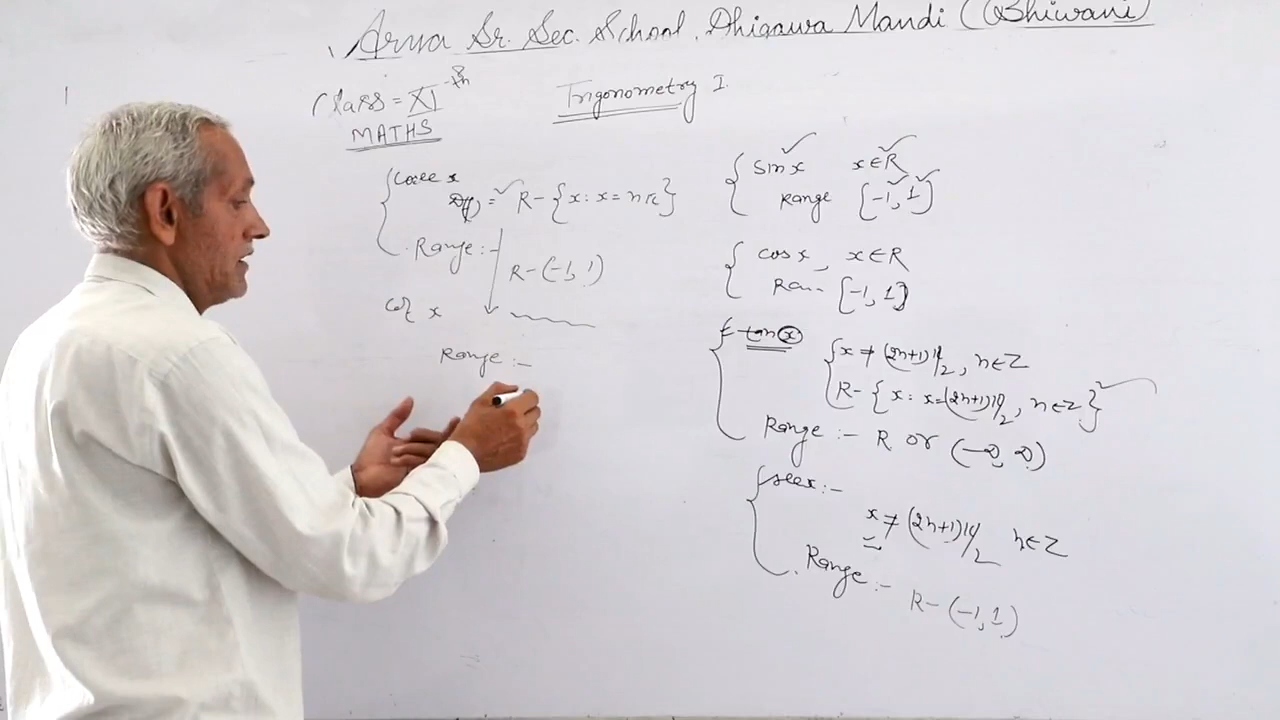 Arya Sr. Sec. School, Dhigawa Mandi (Bhiwani)
Class = XI th
MATHS
Trigonometry I
Cosec x
= R - {x : x = nπ}
Range :-
R - (-1, 1)
Cot x
Range :-
Sin x x ∈ R
Range [-1, 1]
cos x, x ∈ R
Ran - [-1, 1]
tan x
x ≠ (2n+1)π/2, n ∈ Z
R - {x : x = (2n+1)π/2, n ∈ Z}
Range :- R or (-∞, ∞)
sec x :-
x ≠ (2n+1)π/2 n ∈ Z
Range :-
R - (-1, 1)